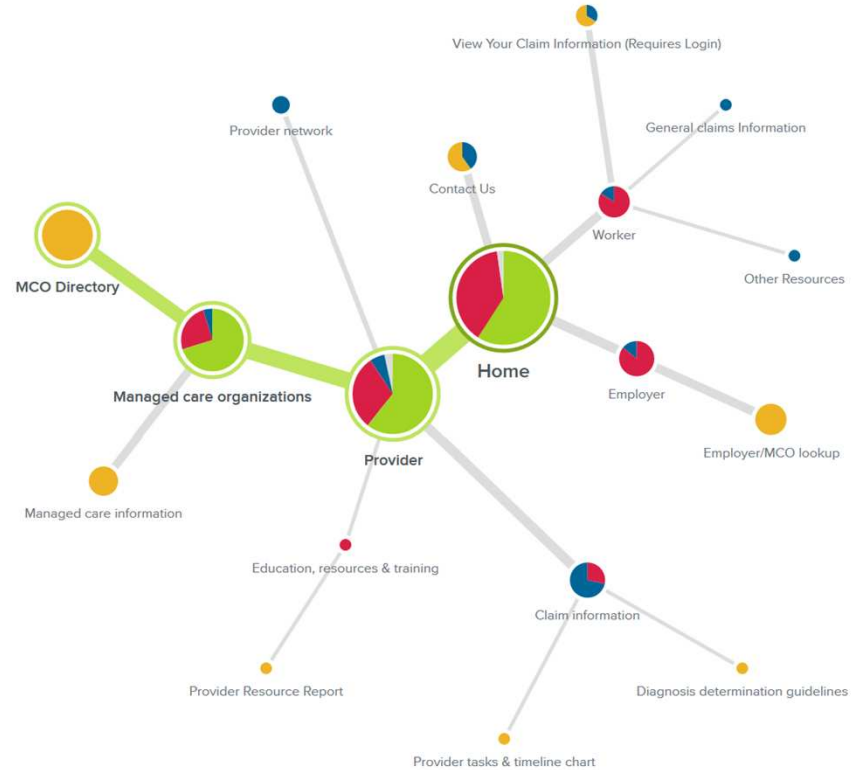 View Your Claim Information (Requires Login)
General claims Information
Provider network
Contact Us
Worker
Other Resources
MCO Directory
Home
Employer
Managed care organizations
Provider
Employer/MCO lookup
Managed care information
Education, resources & training
Claim information
Provider Resource Report
Diagnosis determination guidelines
Provider tasks & timeline chart